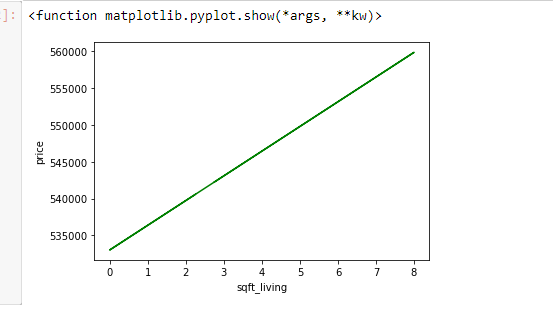 ]: <function matplotlib.pyplot.show(*args, **kw)>
560000
555000
550000
545000
540000
535000
price
0 1 2 3 4 5 6 7 8
sqft_living